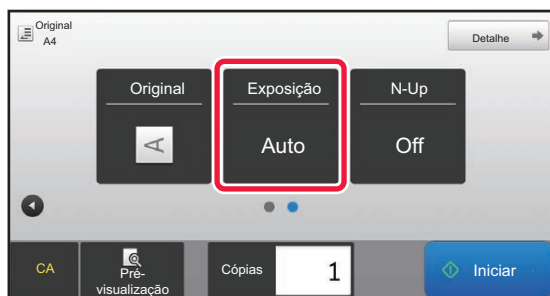 Original
A4
Detalhe
Original
Exposição
N-Up
A
Auto
Off
CA
Pré-
visualização
Cópias
1
Iniciar